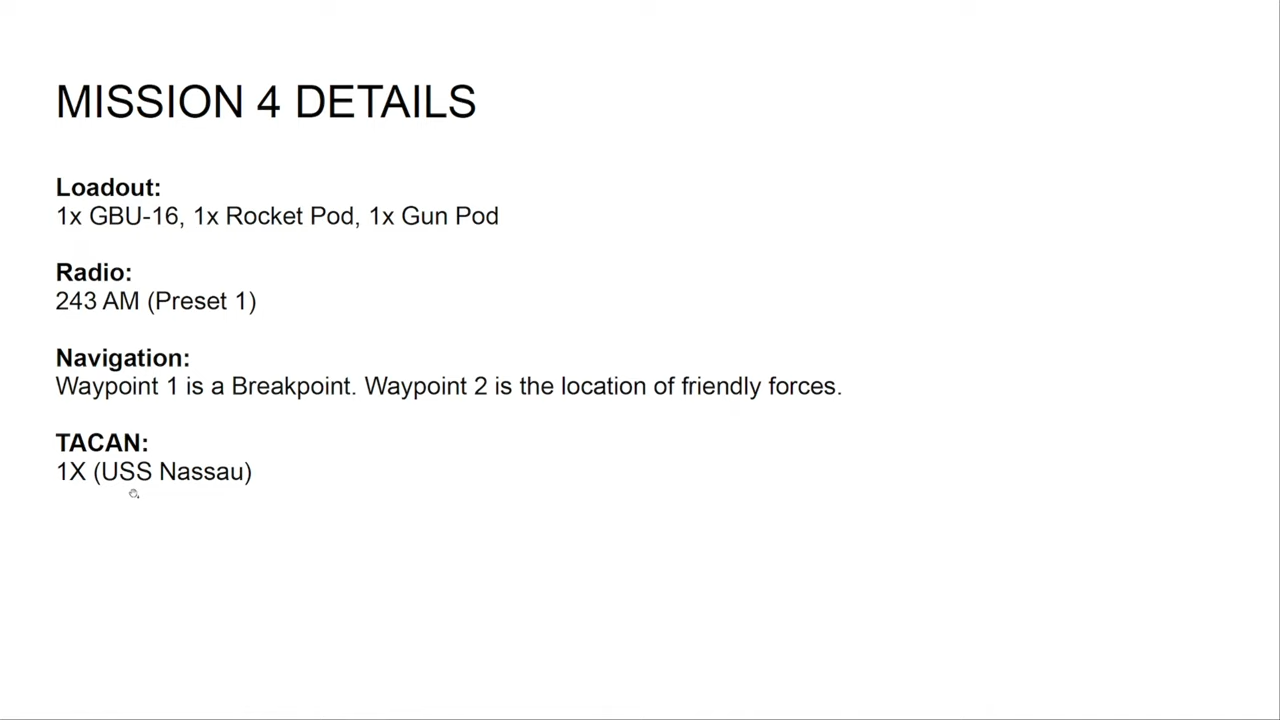 MISSION 4 DETAILS
Loadout:
1x GBU-16, 1x Rocket Pod, 1x Gun Pod
Radio:
243 AM (Preset 1)
Navigation:
Waypoint 1 is a Breakpoint. Waypoint 2 is the location of friendly forces.
TACAN:
1X (USS Nassau)